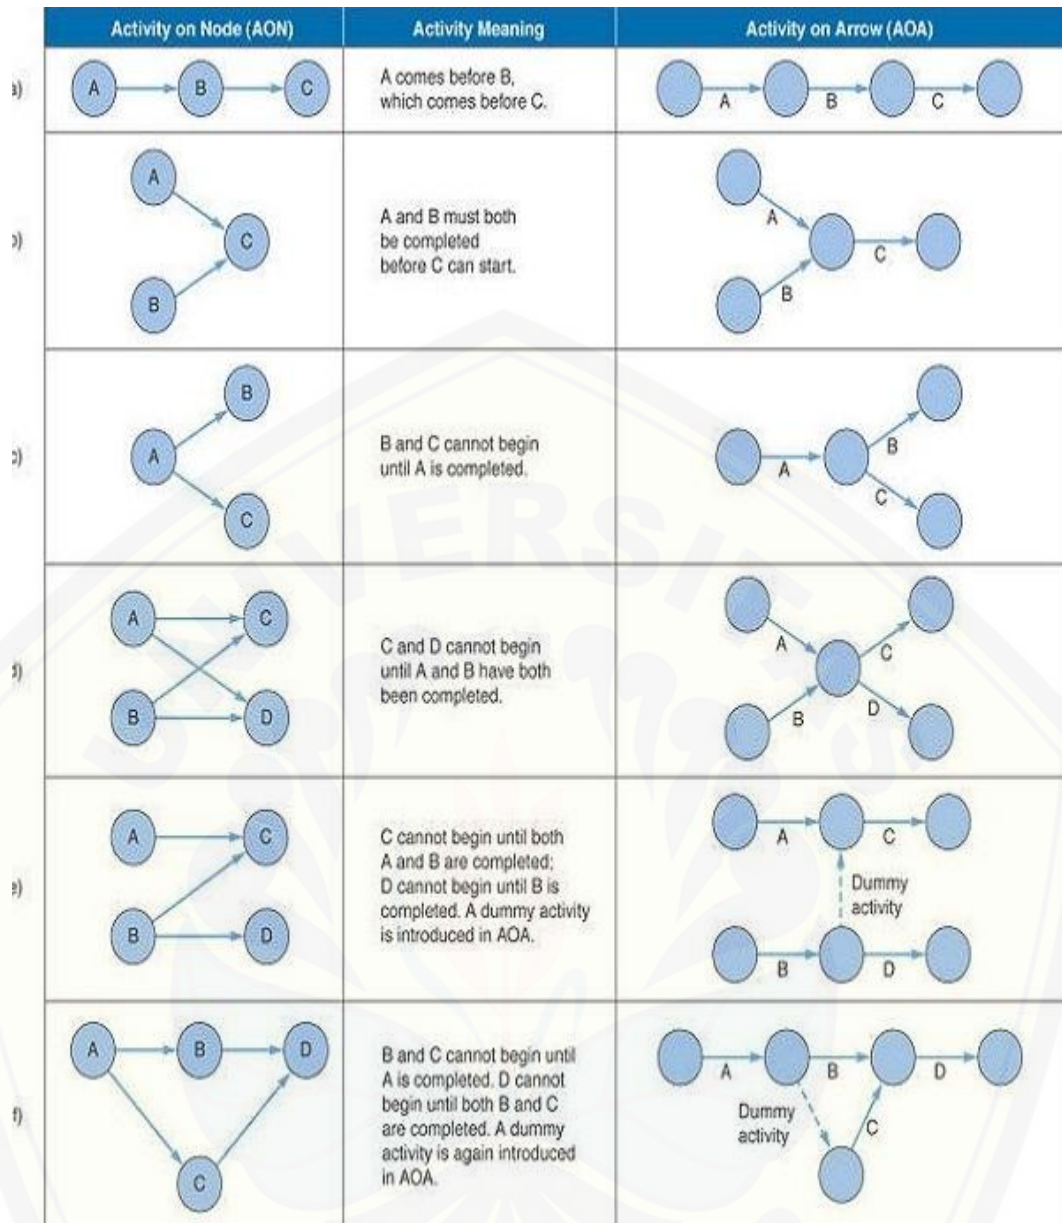 Activity on Node (AON) Activity Meaning Activity on Arrow (AOA)
a)
A B C
A comes before B,
which comes before C.
A B C
b)
A
C
B
A and B must both
be completed
before C can start.
A
C
B
c)
B
A
C
B and C cannot begin
until A is completed.
B
A
C
d)
A C
B D
C and D cannot begin
until A and B have both
been completed.
A C
B D
e)
A C
B D
C cannot begin until both
A and B are completed;
D cannot begin until B is
completed. A dummy activity
is introduced in AOA.
A C
Dummy
activity
B D
f)
A B D
C
B and C cannot begin until
A is completed. D cannot
begin until both B and C
are completed. A dummy
activity is again introduced
in AOA.
A B D
Dummy
activity
C
UNIVERSITAS